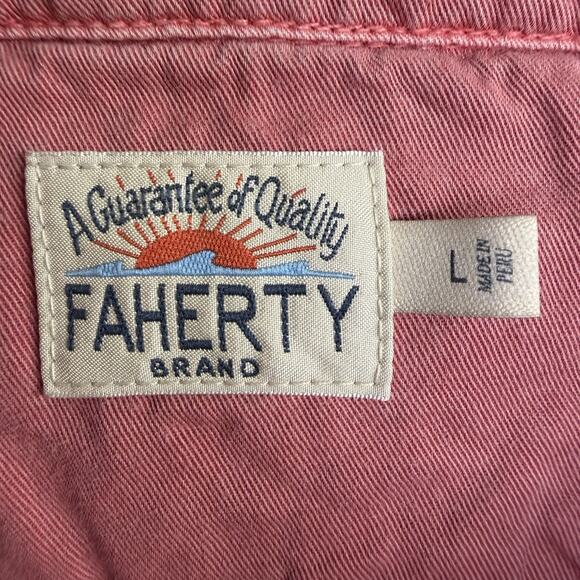 A Guarantee of Quality
FAHERTY
BRAND
L
MADE IN
PERU